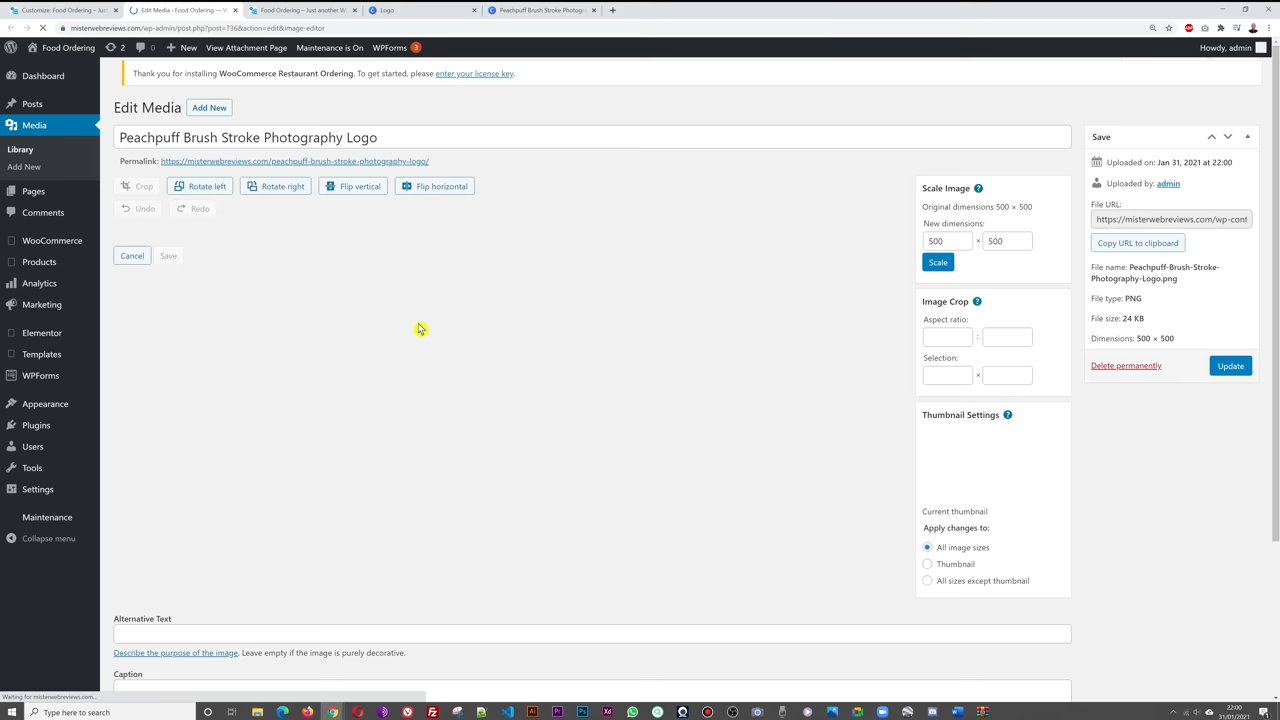 Customize: Food Ordering – Just
Edit Media ‹ Food Ordering — W
Food Ordering – Just another W
Logo
Peachpuff Brush Stroke Photogra
misterwebreviews.com/wp-admin/post.php?post=736&action=edit&image-editor
Food Ordering
2
0
New
View Attachment Page
Maintenance is On
WPForms
3
Howdy, admin
Thank you for installing WooCommerce Restaurant Ordering. To get started, please enter your license key.
Edit Media
Add New
Peachpuff Brush Stroke Photography Logo
Permalink: https://misterwebreviews.com/peachpuff-brush-stroke-photography-logo/
Crop
Rotate left
Rotate right
Flip vertical
Flip horizontal
Undo
Redo
Cancel
Save
Dashboard
Posts
Media
Library
Add New
Pages
Comments
WooCommerce
Products
Analytics
Marketing
Elementor
Templates
WPForms
Appearance
Plugins
Users
Tools
Settings
Maintenance
Collapse menu
Scale Image
Original dimensions 500 × 500
New dimensions:
500 × 500
Scale
Image Crop
Aspect ratio:
:
Selection:
×
Thumbnail Settings
Current thumbnail
Apply changes to:
All image sizes
Thumbnail
All sizes except thumbnail
Save
Uploaded on: Jan 31, 2021 at 22:00
Uploaded by: admin
File URL:
https://misterwebreviews.com/wp-cont
Copy URL to clipboard
File name: Peachpuff-Brush-Stroke-
Photography-Logo.png
File type: PNG
File size: 24 KB
Dimensions: 500 × 500
Delete permanently
Update
Alternative Text
Describe the purpose of the image. Leave empty if the image is purely decorative.
Caption
Waiting for misterwebreviews.com...
Type here to search
22:00
31/01/2021